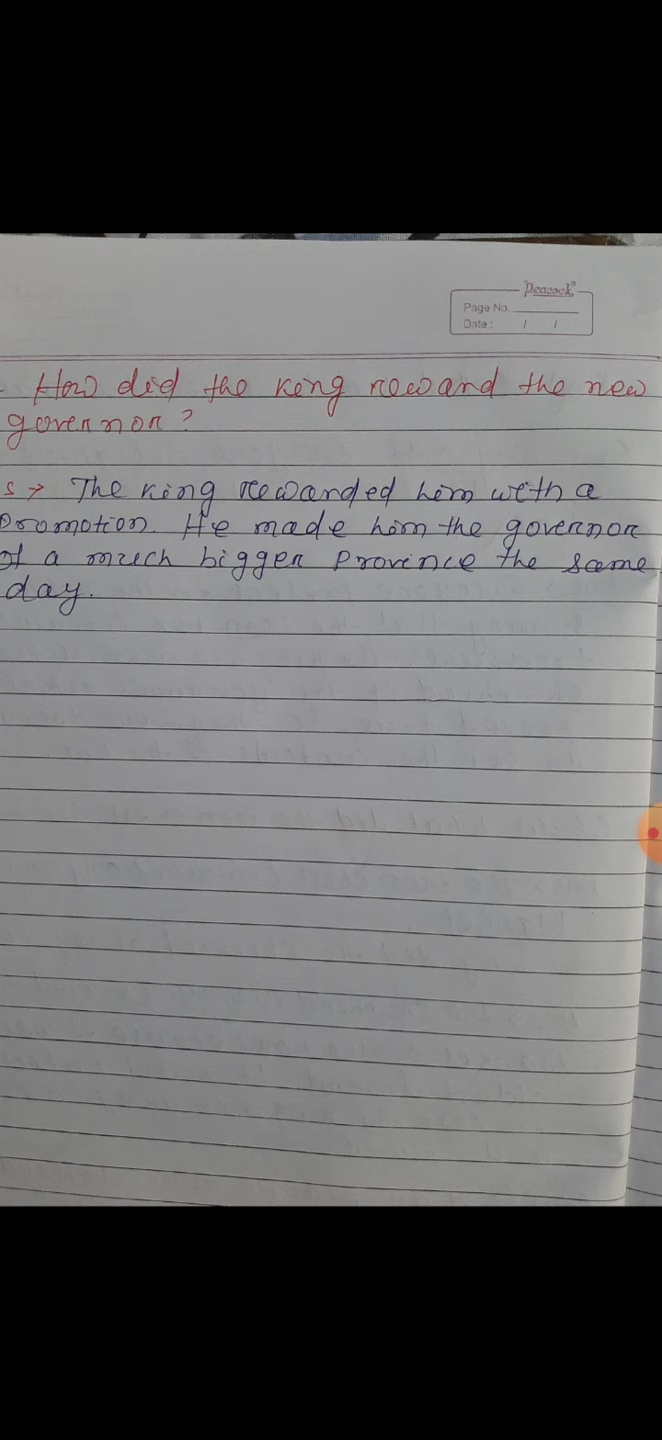 Peacock
Page No.
Date : / /
- How did the king reward the new
governor?
s → The king rewarded him with a
promotion. He made him the governor
of a much bigger province the same
day.